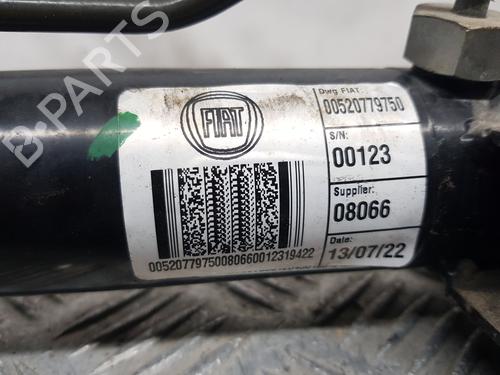 B-PARTS
FIAT
Dwg FIAT
00520779750
S/N:
00123
Supplier:
08066
Date:
13/07/22
00520779750080660012319422